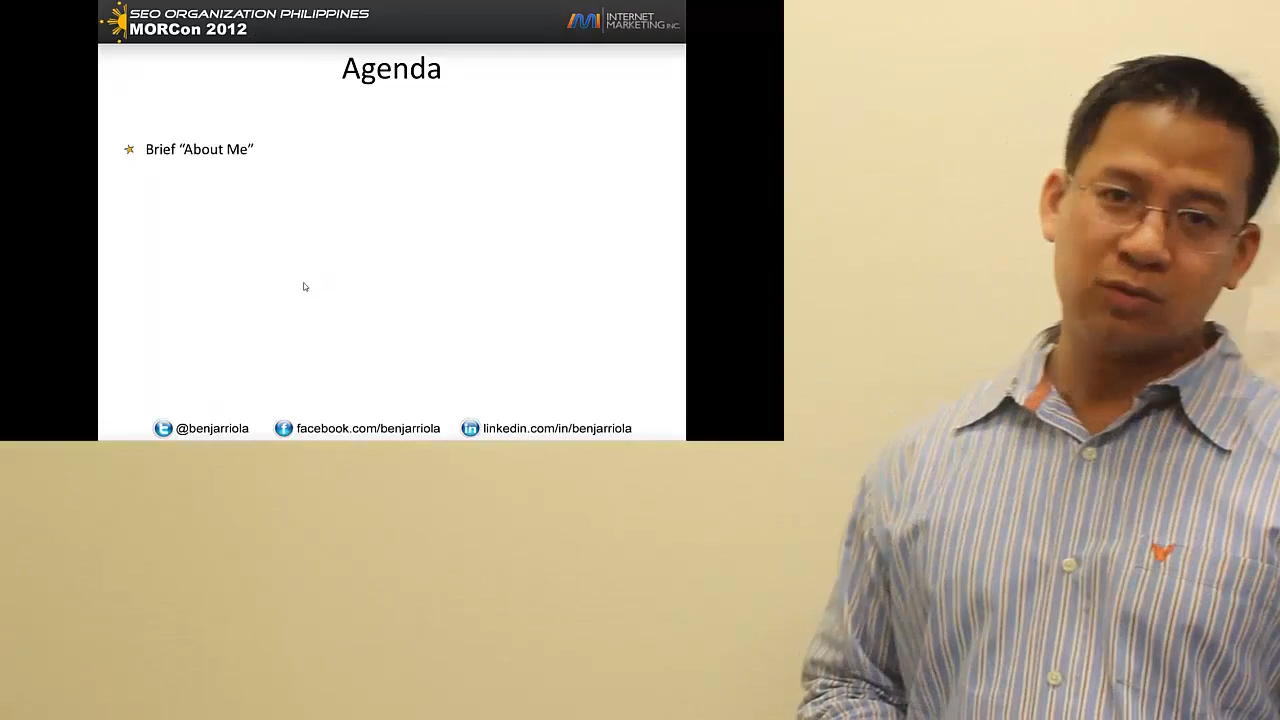 SEO ORGANIZATION PHILIPPINES
MORCon 2012
INTERNET
MARKETING INC.
Agenda
Brief “About Me”
@benjarriola
facebook.com/benjarriola
linkedin.com/in/benjarriola